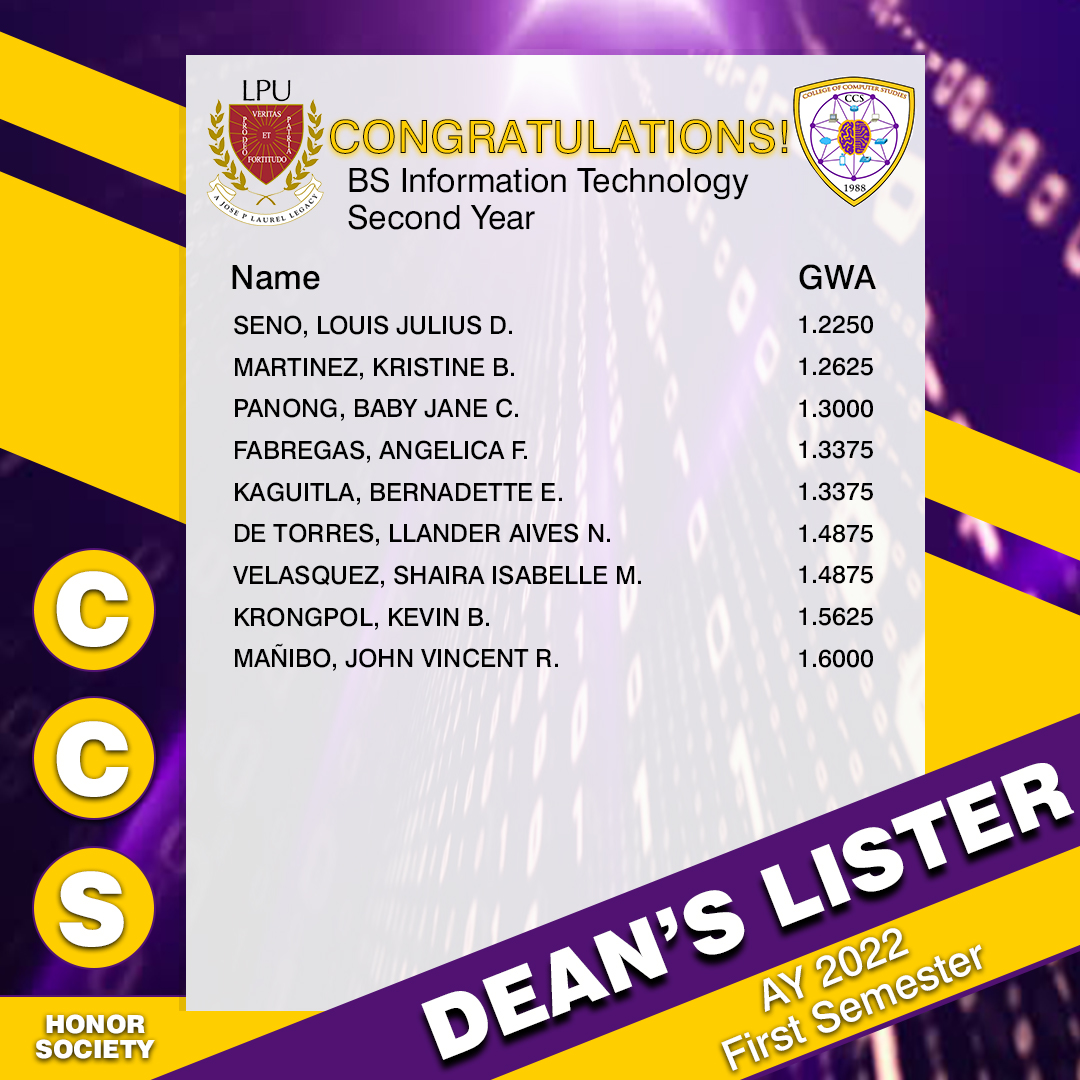 LPU
VERITAS
PRO DEO
ET
PATRIA
FORTITUDO
A JOSE P LAUREL LEGACY
COLLEGE OF COMPUTER STUDIES
CCS
1988
CONGRATULATIONS!
BS Information Technology
Second Year
Name GWA
SENO, LOUIS JULIUS D. 1.2250
MARTINEZ, KRISTINE B. 1.2625
PANONG, BABY JANE C. 1.3000
FABREGAS, ANGELICA F. 1.3375
KAGUITLA, BERNADETTE E. 1.3375
DE TORRES, LLANDER AIVES N. 1.4875
VELASQUEZ, SHAIRA ISABELLE M. 1.4875
KRONGPOL, KEVIN B. 1.5625
MAÑIBO, JOHN VINCENT R. 1.6000
C
C
S
HONOR
SOCIETY
DEAN'S LISTER
AY 2022
First Semester